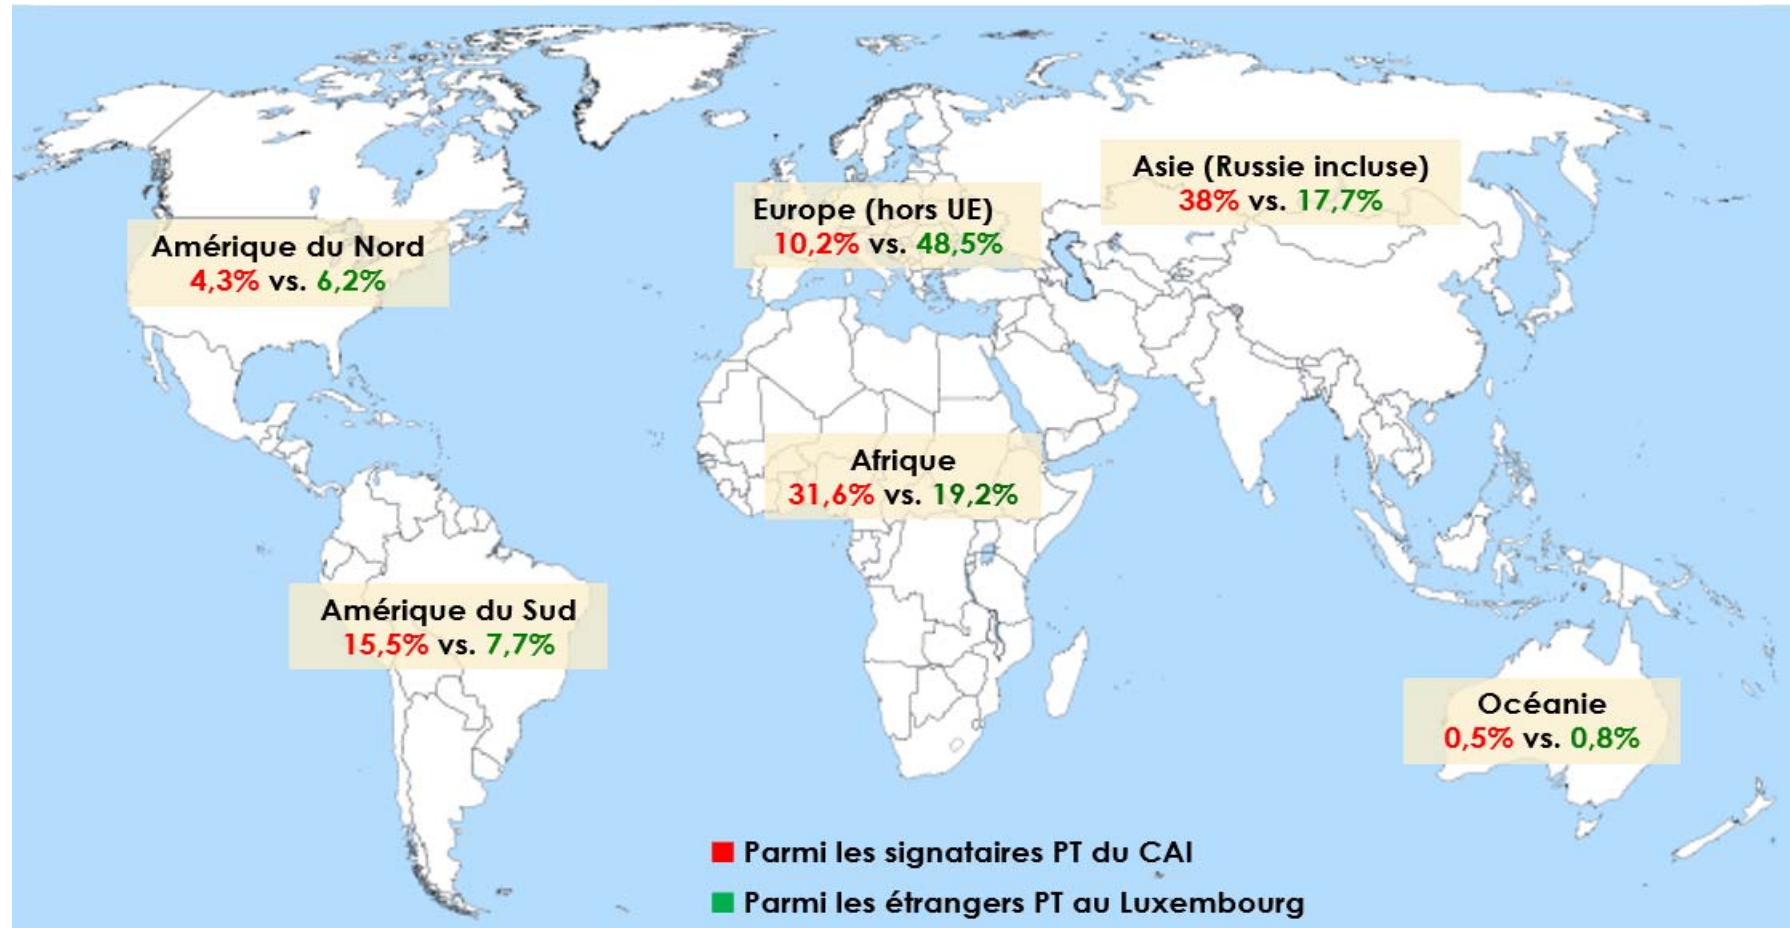 Asie (Russie incluse)
38% vs. 17,7%
Europe (hors UE)
10,2% vs. 48,5%
Amérique du Nord
4,3% vs. 6,2%
Afrique
31,6% vs. 19,2%
Amérique du Sud
15,5% vs. 7,7%
Océanie
0,5% vs. 0,8%
Parmi les signataires PT du CAI
Parmi les étrangers PT au Luxembourg